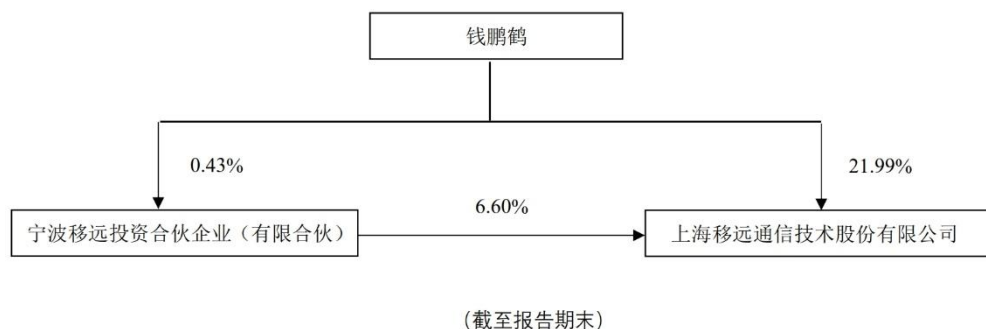 钱鹏鹤
0.43%
21.99%
6.60%
宁波移远投资合伙企业（有限合伙）
上海移远通信技术股份有限公司
（截至报告期末）